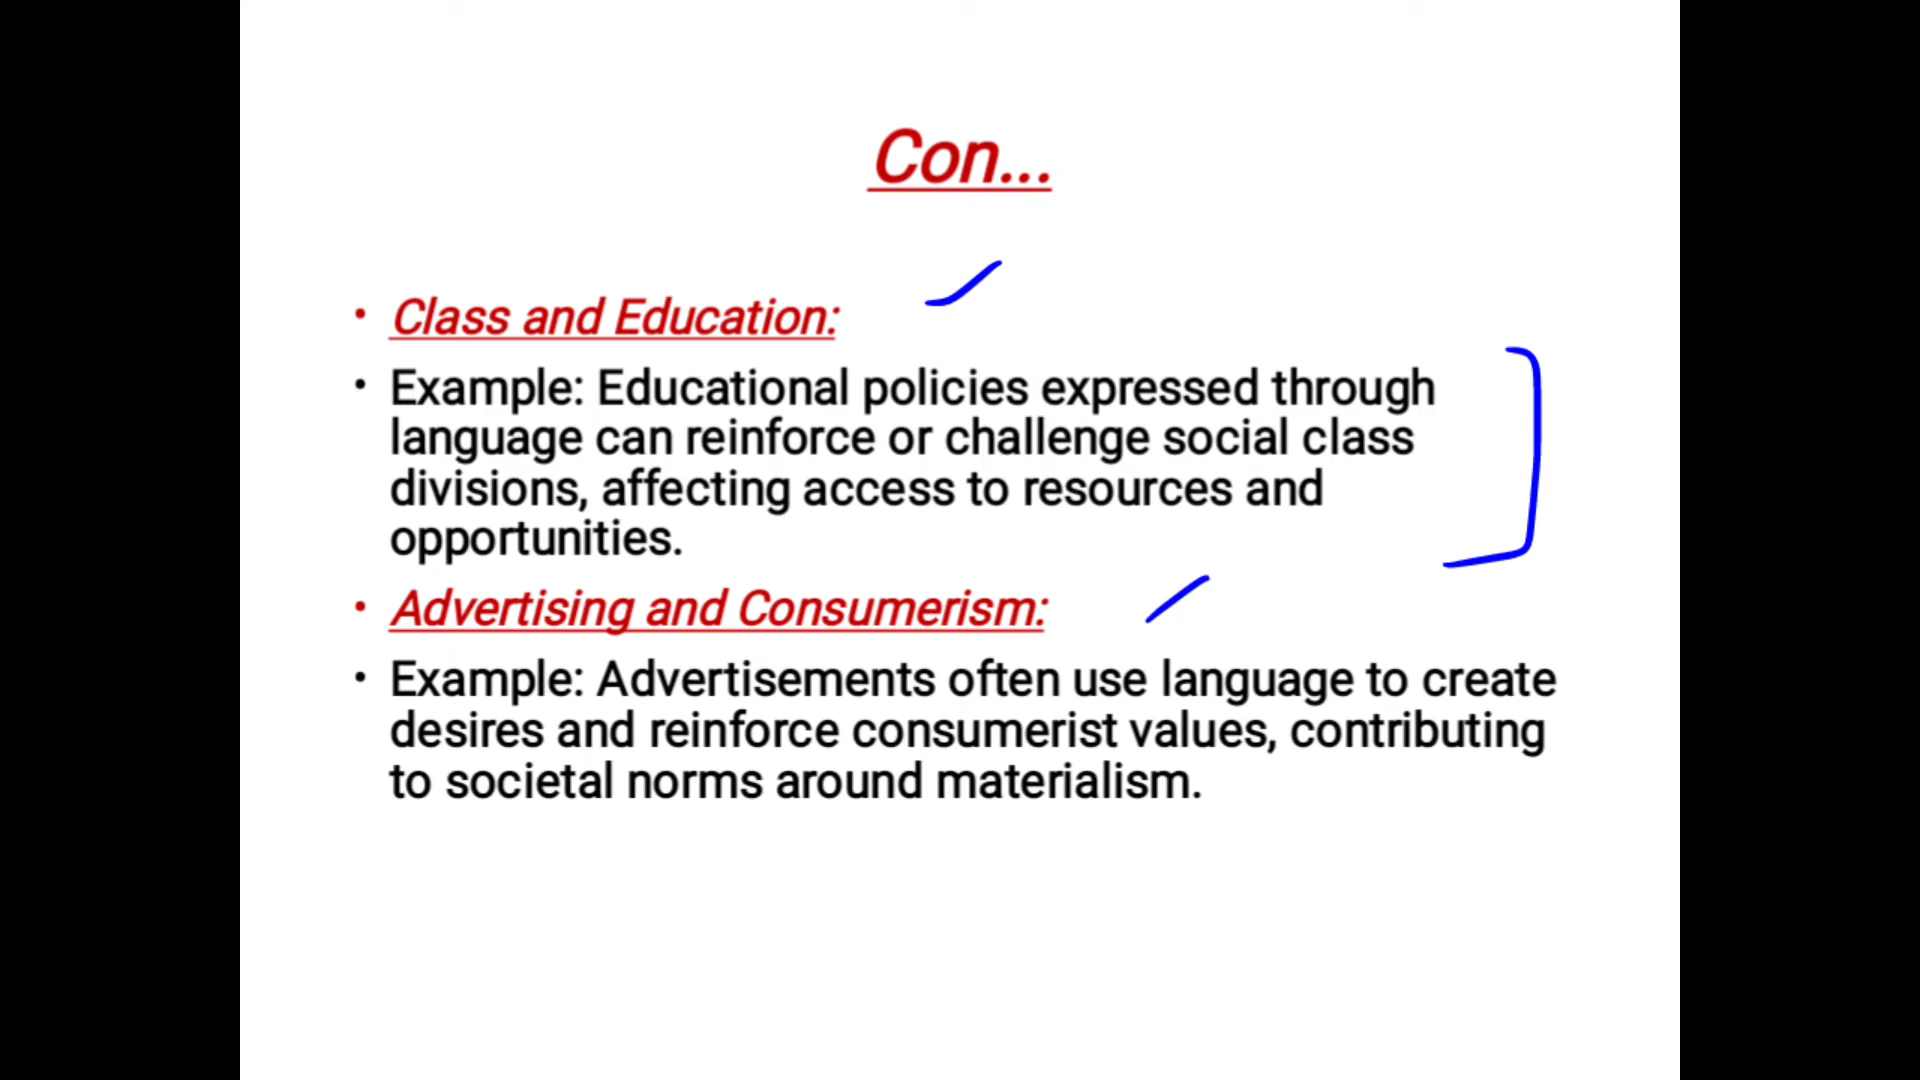 Con...
• Class and Education:
• Example: Educational policies expressed through
language can reinforce or challenge social class
divisions, affecting access to resources and
opportunities.
• Advertising and Consumerism:
• Example: Advertisements often use language to create
desires and reinforce consumerist values, contributing
to societal norms around materialism.